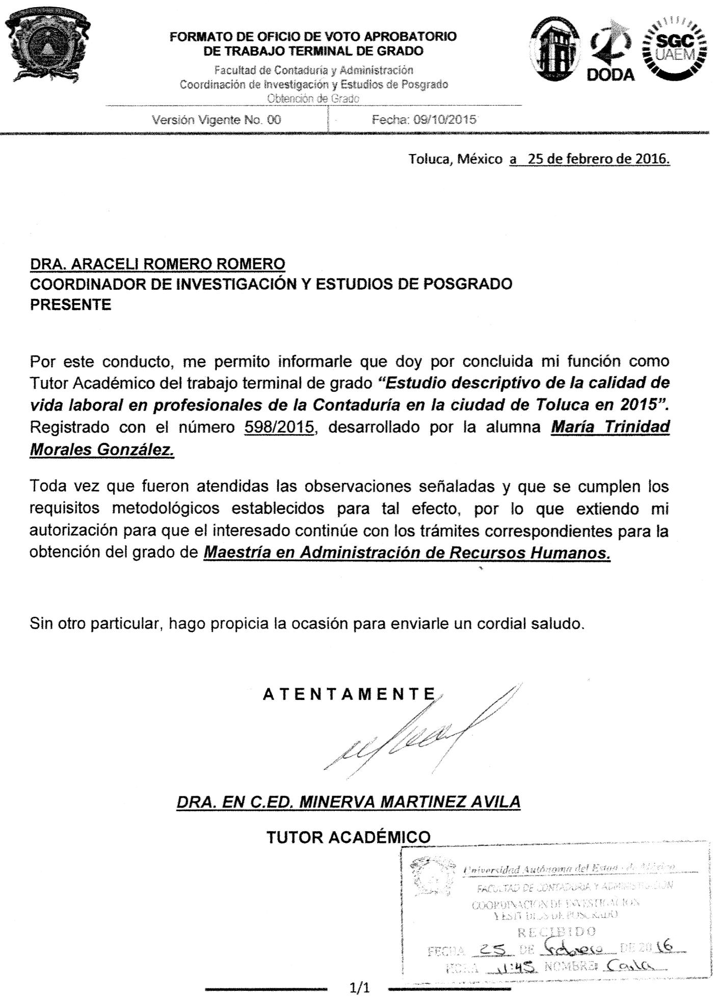 FORMATO DE OFICIO DE VOTO APROBATORIO
DE TRABAJO TERMINAL DE GRADO
Facultad de Contaduría y Administración
Coordinación de Investigación y Estudios de Posgrado
Obtención de Grado
Versión Vigente No. 00
Fecha: 09/10/2015
DODA
SGC
UAEM
Toluca, México a 25 de febrero de 2016.
DRA. ARACELI ROMERO ROMERO
COORDINADOR DE INVESTIGACIÓN Y ESTUDIOS DE POSGRADO
PRESENTE
Por este conducto, me permito informarle que doy por concluida mi función como
Tutor Académico del trabajo terminal de grado “Estudio descriptivo de la calidad de
vida laboral en profesionales de la Contaduría en la ciudad de Toluca en 2015”.
Registrado con el número 598/2015, desarrollado por la alumna María Trinidad
Morales González.
Toda vez que fueron atendidas las observaciones señaladas y que se cumplen los
requisitos metodológicos establecidos para tal efecto, por lo que extiendo mi
autorización para que el interesado continúe con los trámites correspondientes para la
obtención del grado de Maestría en Administración de Recursos Humanos.
Sin otro particular, hago propicia la ocasión para enviarle un cordial saludo.
A T E N T A M E N T E
DRA. EN C.ED. MINERVA MARTINEZ AVILA
TUTOR ACADÉMICO
Universidad Autónoma del Estado de México
FACULTAD DE CONTADURIA Y ADMINISTRACION
COORDINACION DE INVESTIGACION
Y ESTUDIOS DE POSGRADO
RECIBIDO
FECHA 25 DE febrero DE 2016
HORA 11:45 NOMBRE: Carla
1/1